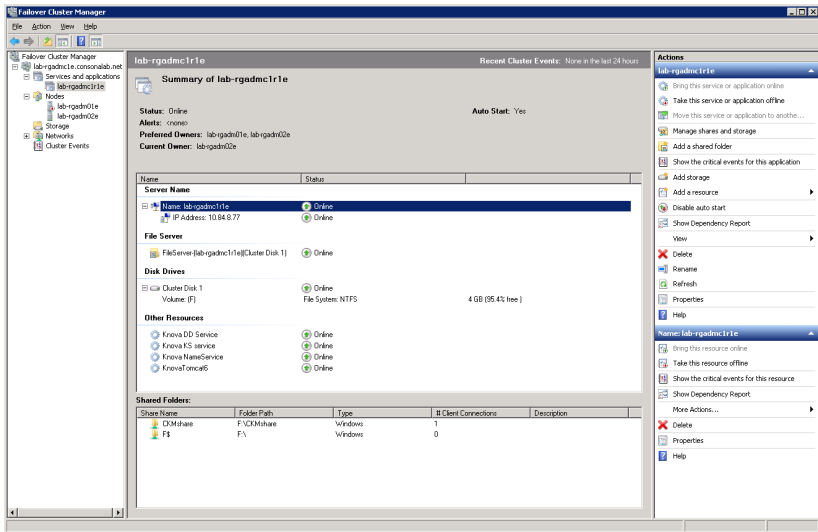 Failover Cluster Manager
File Action View Help
Failover Cluster Manager
lab-rgadmc1e.consonalab.net
Services and applications
lab-rgadmc1r1e
Nodes
lab-rgadm01e
lab-rgadm02e
Storage
Networks
Cluster Events
lab-rgadmc1r1e Recent Cluster Events: None in the last 24 hours
Summary of lab-rgadmc1r1e
Status: Online Auto Start: Yes
Alerts: <none>
Preferred Owners: lab-rgadm01e, lab-rgadm02e
Current Owner: lab-rgadm02e
Name Status
Server Name
Name: lab-rgadmc1r1e Online
IP Address: 10.84.8.77 Online
File Server
FileServer-(lab-rgadmc1r1e)(Cluster Disk 1) Online
Disk Drives
Cluster Disk 1 Online
Volume: (F) File System: NTFS 4 GB (95.4% free )
Other Resources
Knova DD Service Online
Knova KS service Online
Knova NameService Online
KnovaTomcat6 Online
Shared Folders:
Share Name Folder Path Type # Client Connections Description
CKMshare F:\CKMshare Windows 1
F$ F:\ Windows 0
Actions
lab-rgadmc1r1e
Bring this service or application online
Take this service or application offline
Move this service or application to anothe...
Manage shares and storage
Add a shared folder
Show the critical events for this application
Add storage
Add a resource
Disable auto start
Show Dependency Report
View
Delete
Rename
Refresh
Properties
Help
Name: lab-rgadmc1r1e
Bring this resource online
Take this resource offline
Show the critical events for this resource
Show Dependency Report
More Actions...
Delete
Properties
Help